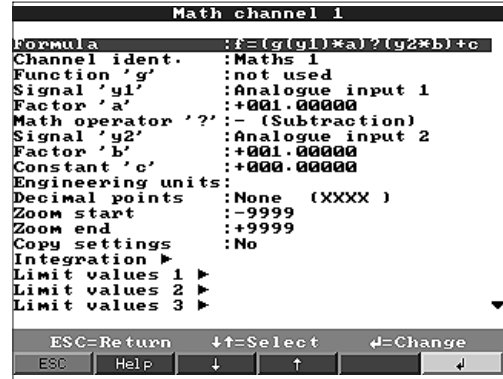 Math channel 1
Formula :f=(g(y1)*a)?(y2*b)+c
Channel ident. :Maths 1
Function 'g' :not used
Signal 'y1' :Analogue input 1
Factor 'a' :+001.00000
Math operator '?':- (Subtraction)
Signal 'y2' :Analogue input 2
Factor 'b' :+001.00000
Constant 'c' :+000.00000
Engineering units:
Decimal points :None (XXXX )
Zoom start :-9999
Zoom end :+9999
Copy settings :No
Integration ►
Limit values 1 ►
Limit values 2 ►
Limit values 3 ►
ESC=Return ↓↑=Select ↲=Change
ESC Help ↓ ↑ ↲